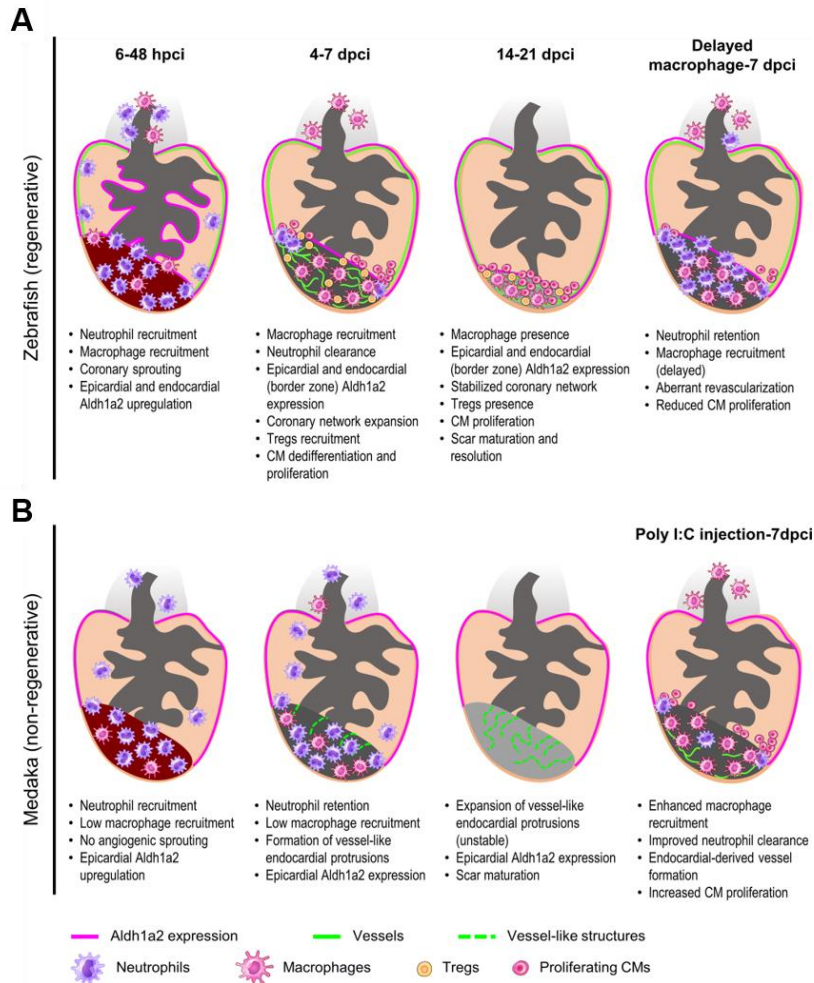 A
6-48 hpci
4-7 dpci
14-21 dpci
Delayed
macrophage-7 dpci
Zebrafish (regenerative)
• Neutrophil recruitment
• Macrophage recruitment
• Coronary sprouting
• Epicardial and endocardial
Aldh1a2 upregulation
• Macrophage recruitment
• Neutrophil clearance
• Epicardial and endocardial
(border zone) Aldh1a2
expression
• Coronary network expansion
• Tregs recruitment
• CM dedifferentiation and
proliferation
• Macrophage presence
• Epicardial and endocardial
(border zone) Aldh1a2 expression
• Stabilized coronary network
• Tregs presence
• CM proliferation
• Scar maturation and
resolution
• Neutrophil retention
• Macrophage recruitment
(delayed)
• Aberrant revascularization
• Reduced CM proliferation
B
Poly I:C injection-7dpci
Medaka (non-regenerative)
• Neutrophil recruitment
• Low macrophage recruitment
• No angiogenic sprouting
• Epicardial Aldh1a2
upregulation
• Neutrophil retention
• Low macrophage recruitment
• Formation of vessel-like
endocardial protrusions
• Epicardial Aldh1a2 expression
• Expansion of vessel-like
endocardial protrusions
(unstable)
• Epicardial Aldh1a2 expression
• Scar maturation
• Enhanced macrophage
recruitment
• Improved neutrophil clearance
• Endocardial-derived vessel
formation
• Increased CM proliferation
Aldh1a2 expression
Vessels
Vessel-like structures
Neutrophils
Macrophages
Tregs
Proliferating CMs